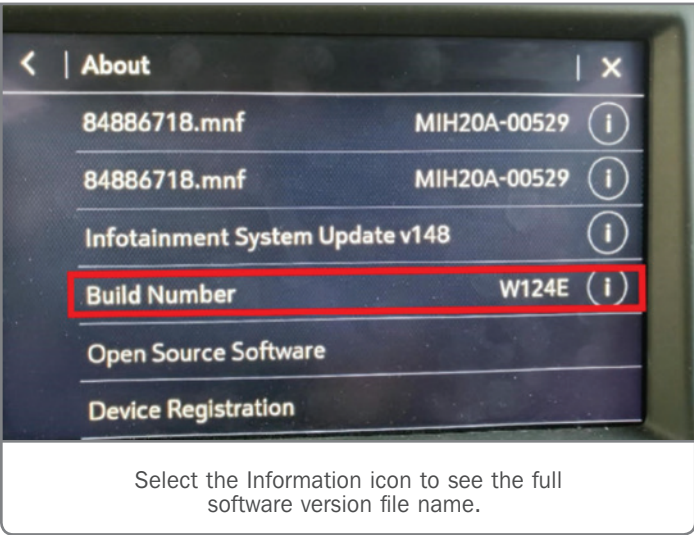 < | About | ×
84886718.mnf MIH20A-00529 i
84886718.mnf MIH20A-00529 i
Infotainment System Update v148 i
Build Number W124E i
Open Source Software
Device Registration
Select the Information icon to see the full
software version file name.